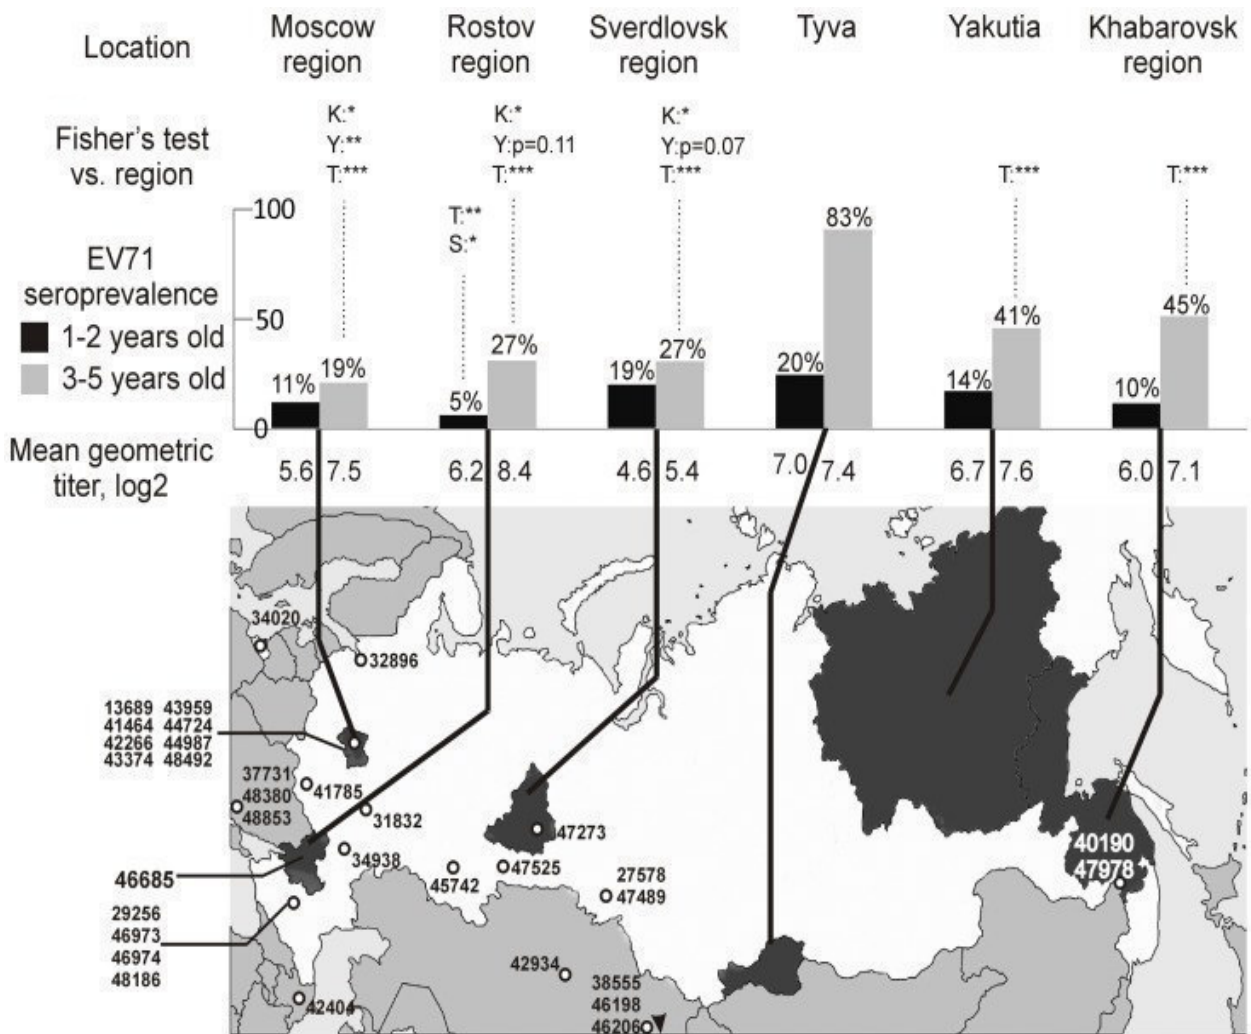 Location
Moscow
region
Rostov
region
Sverdlovsk
region
Tyva
Yakutia
Khabarovsk
region
Fisher's test
vs. region
K:*
Y:**
T:***
K:*
Y:p=0.11
T:***
T:**
S:*
K:*
Y:p=0.07
T:***
T:***
T:***
EV71
seroprevalence
1-2 years old
3-5 years old
100
50
0
11%
19%
5%
27%
19%
27%
20%
83%
14%
41%
10%
45%
Mean geometric
titer, log2
5.6 7.5
6.2 8.4
4.6 5.4
7.0 7.4
6.7 7.6
6.0 7.1
34020
32896
13689 43959
41464 44724
42266 44987
43374 48492
37731
48380
48853
41785
31832
34938
46685
29256
46973
46974
48186
42404
45742
47525
47273
27578
47489
42934
38555
46198
46206
40190
47978